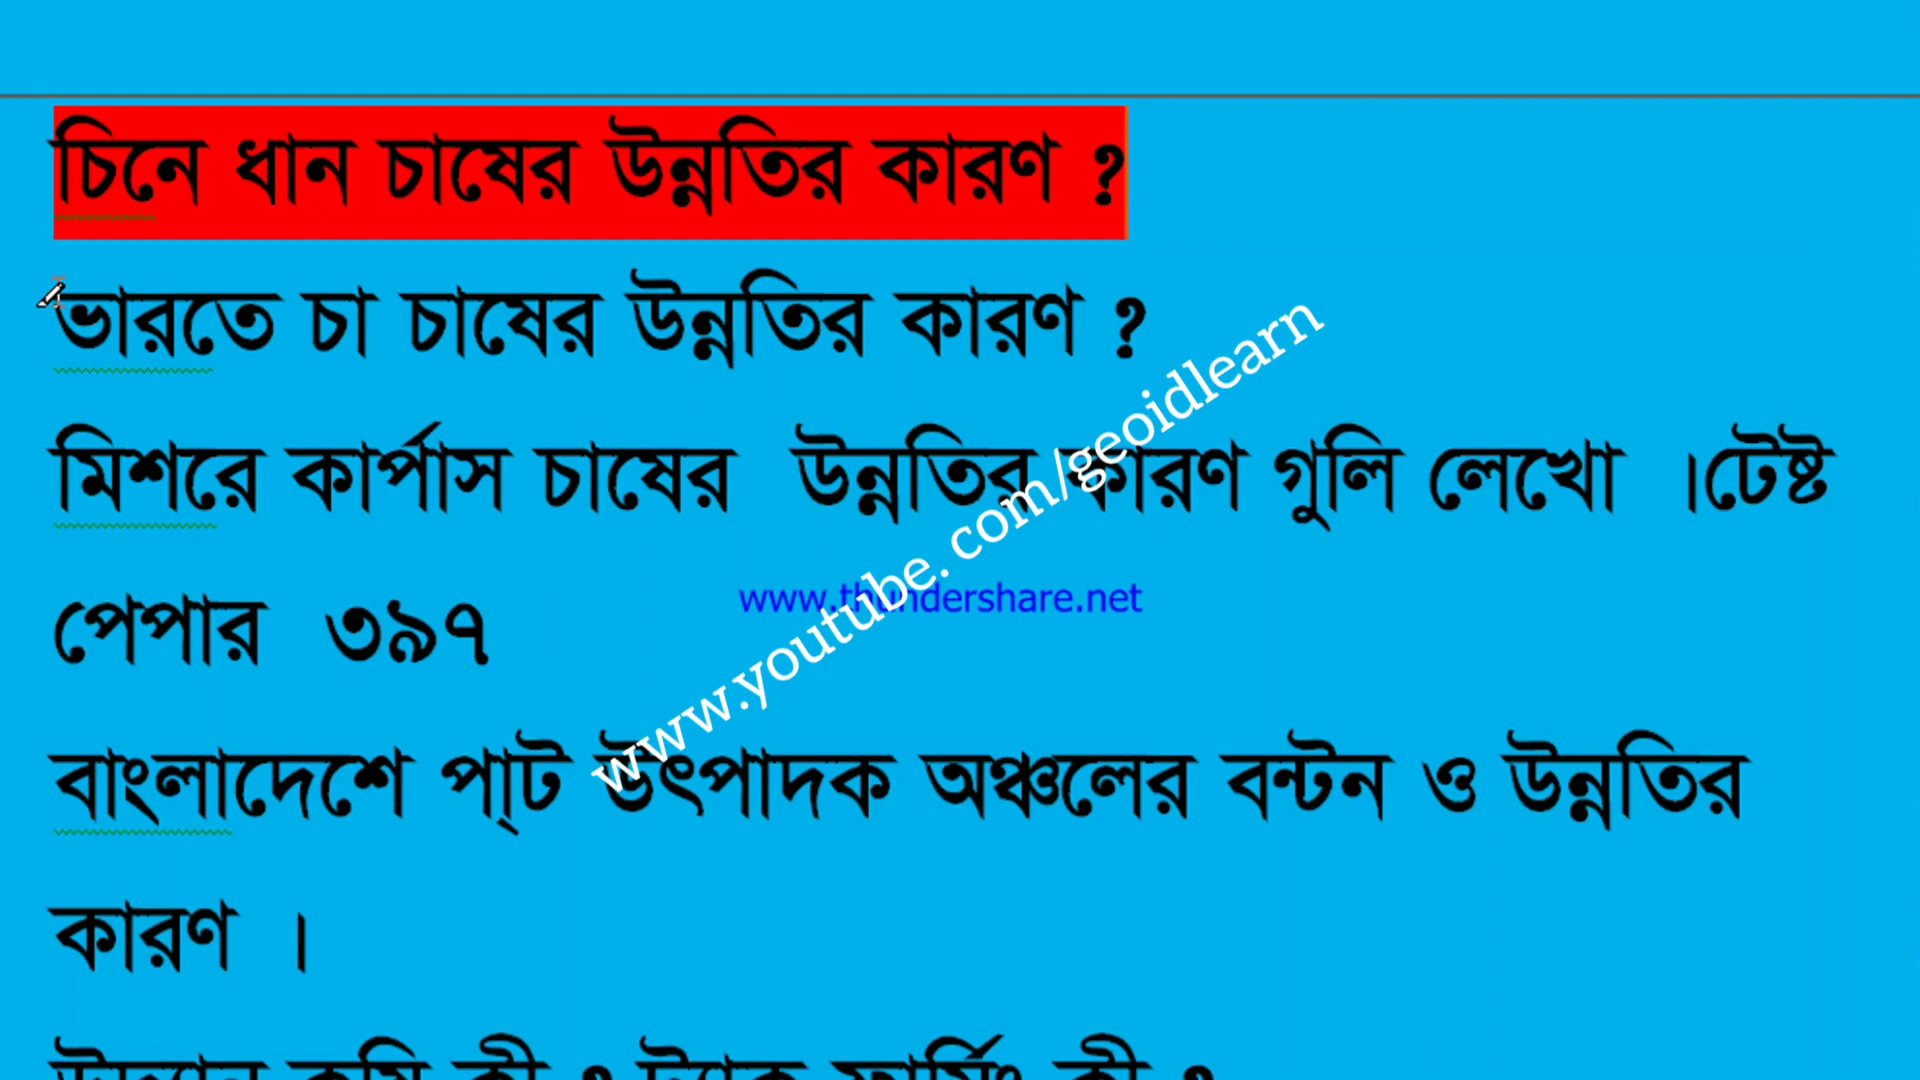 চিনে ধান চাষের উন্নতির কারণ ?
ভারতে চা চাষের উন্নতির কারণ ?
মিশরে কার্পাস চাষের উন্নতির কারণ গুলি লেখো ।টেষ্ট
পেপার ৩৯৭
www.thundershare.net
www.youtube.com/geoidlearn
বাংলাদেশে পা্ট উৎপাদক অঞ্চলের বন্টন ও উন্নতির
কারণ ।